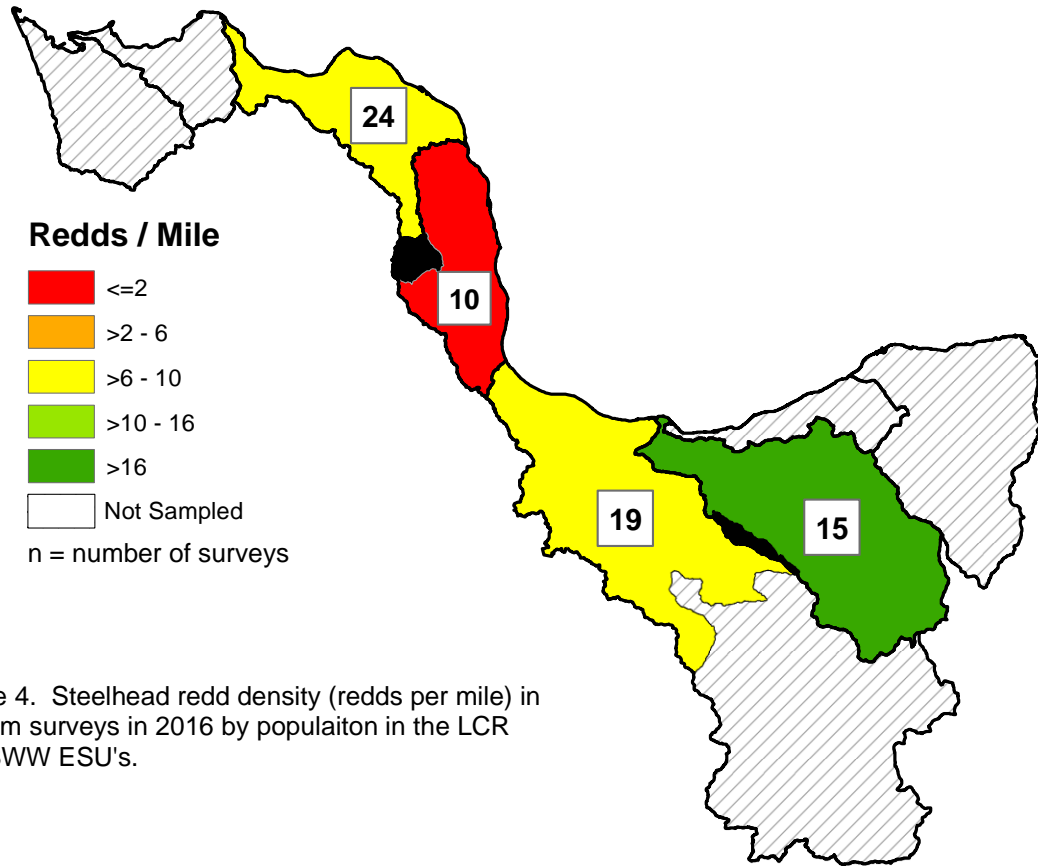 24
10
Redds / Mile
<=2
>2 - 6
>6 - 10
>10 - 16
>16
Not Sampled
n = number of surveys
19
15
e 4. Steelhead redd density (redds per mile) in
m surveys in 2016 by populaiton in the LCR
WW ESU's.